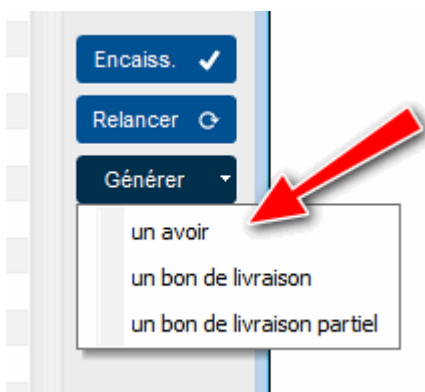 Encaiss.
Relancer
Générer
un avoir
un bon de livraison
un bon de livraison partiel